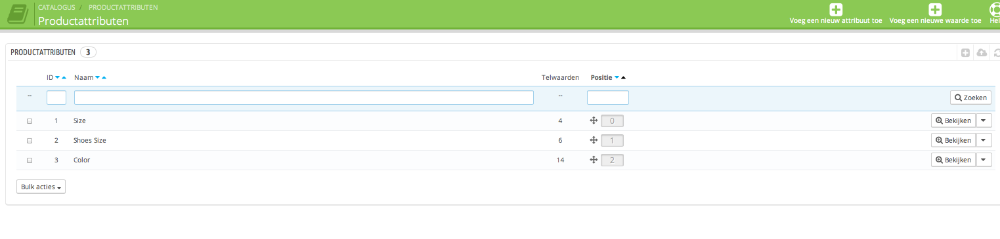 CATALOGUS / PRODUCTATTRIBUTEN
Productattributen
Voeg een nieuw attribuut toe Voeg een nieuwe waarde toe Hel
PRODUCTATTRIBUTEN 3
ID Naam Telwaarden Positie
-- -- Zoeken
1 Size 4 0 Bekijken
2 Shoes Size 6 1 Bekijken
3 Color 14 2 Bekijken
Bulk acties